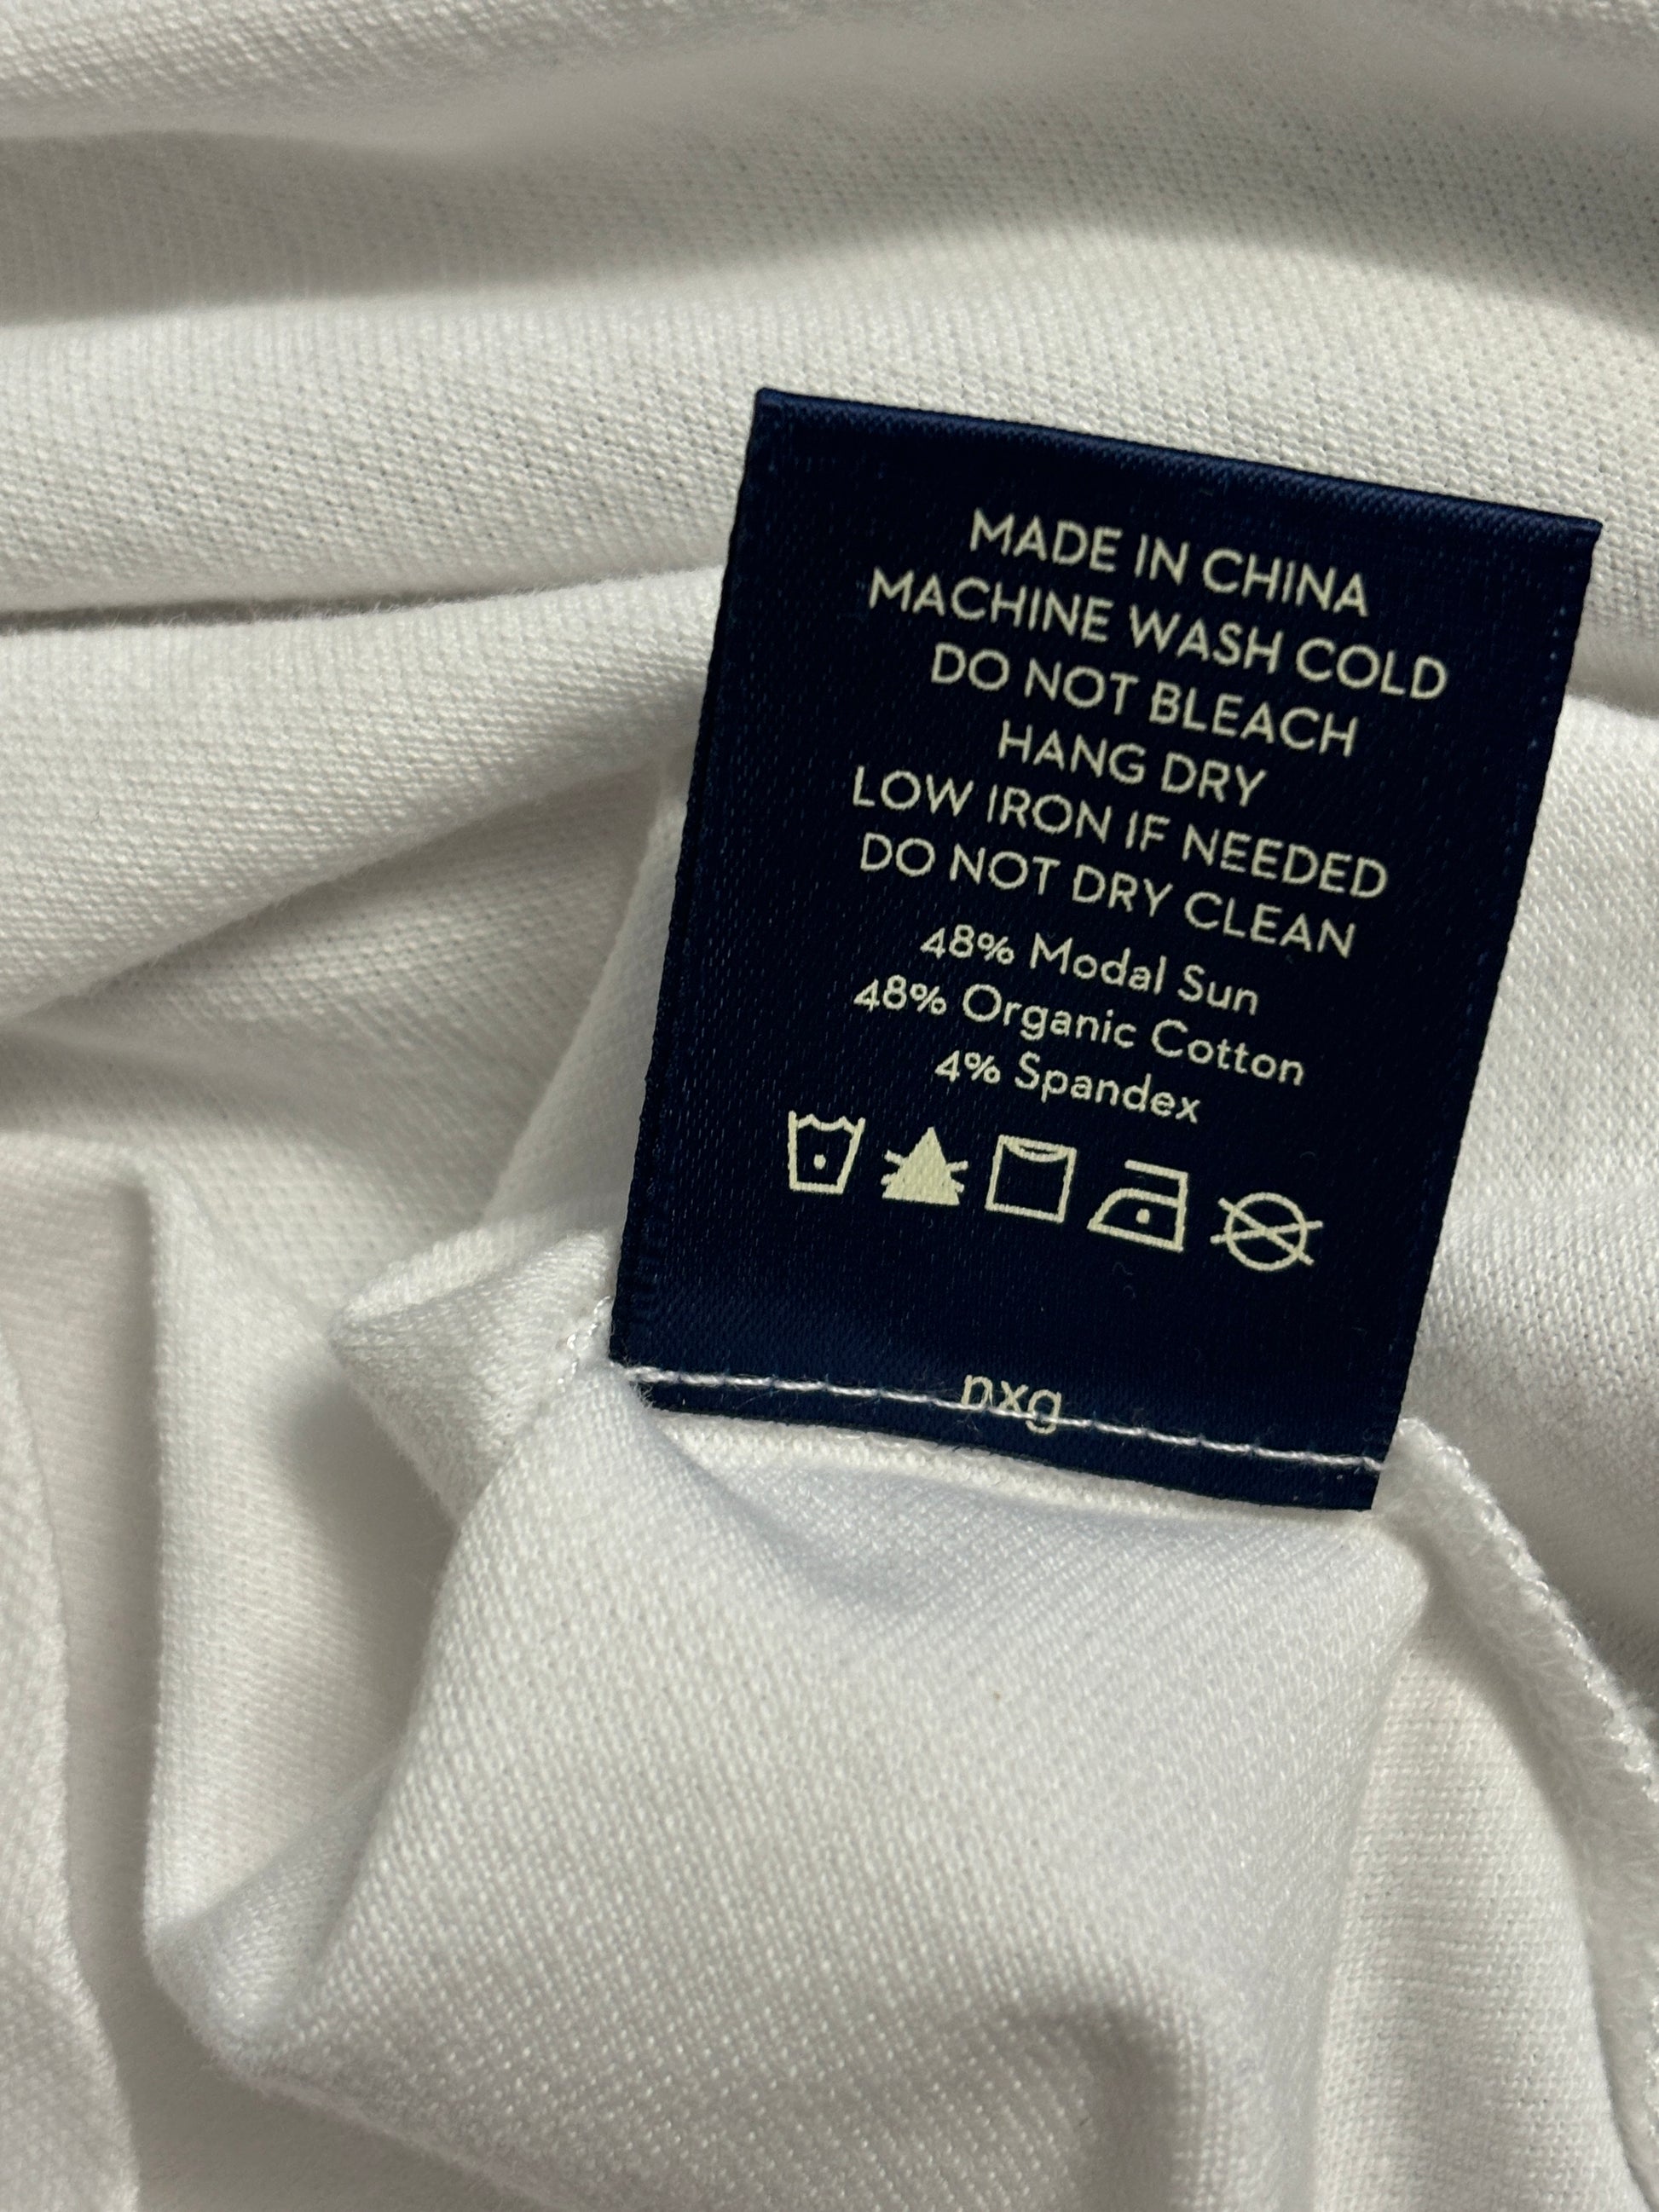 MADE IN CHINA
MACHINE WASH COLD
DO NOT BLEACH
HANG DRY
LOW IRON IF NEEDED
DO NOT DRY CLEAN
48% Modal Sun
48% Organic Cotton
4% Spandex
nxg